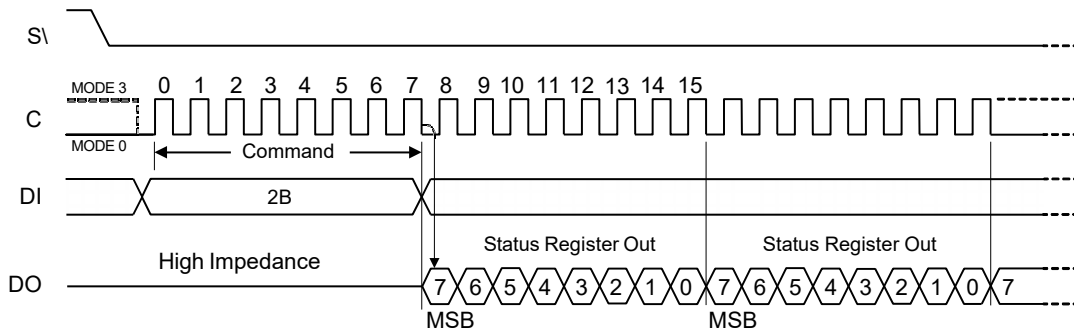 S\
MODE 3
0 1 2 3 4 5 6 7 8 9 10 11 12 13 14 15
C
MODE 0
Command
DI
2B
High Impedance
Status Register Out Status Register Out
DO
7 6 5 4 3 2 1 0 7 6 5 4 3 2 1 0 7
MSB MSB